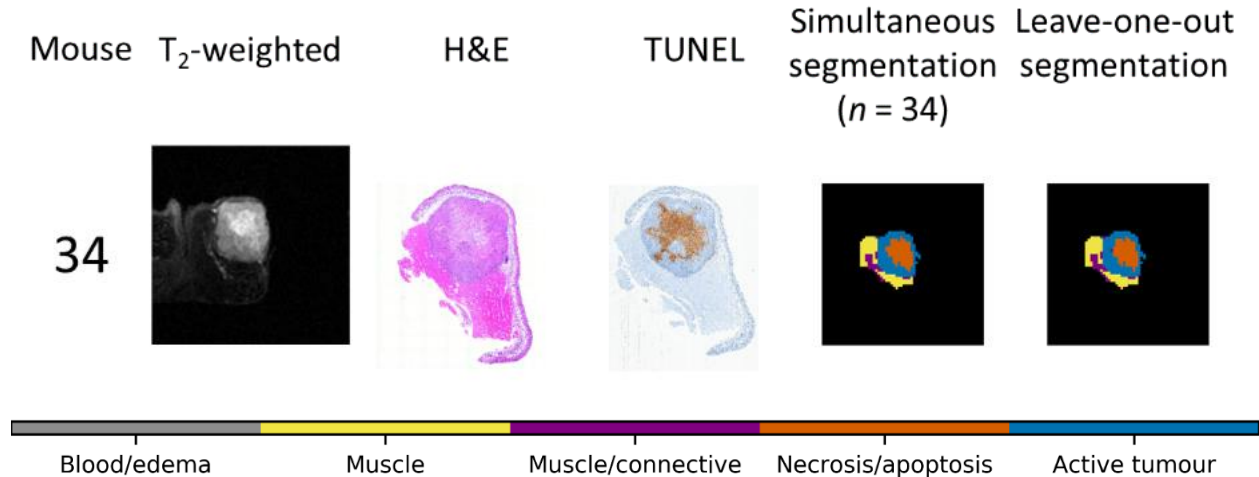 Mouse
T₂-weighted
H&E
TUNEL
Simultaneous
segmentation
(n = 34)
Leave-one-out
segmentation
34
Blood/edema
Muscle
Muscle/connective
Necrosis/apoptosis
Active tumour